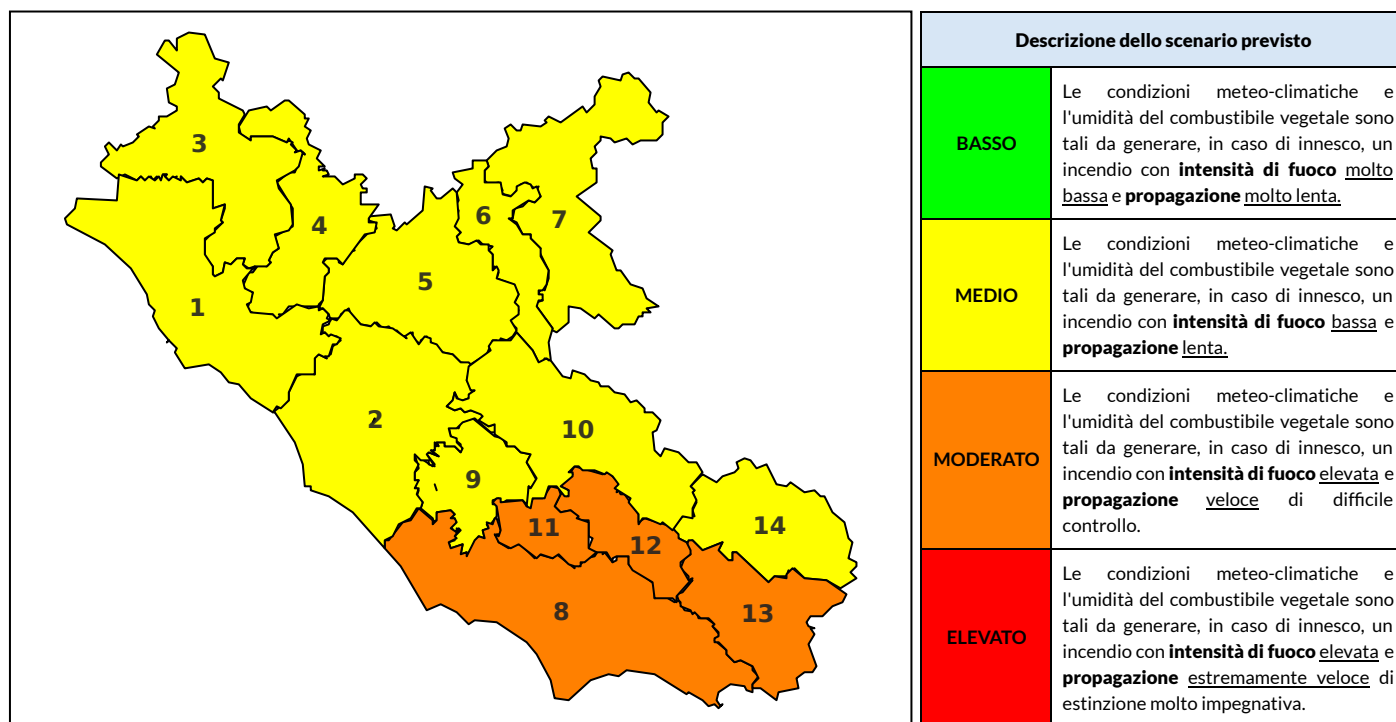 3
4
6
7
5
1
2
10
9
11
12
14
8
13
Descrizione dello scenario previsto
BASSO
Le condizioni meteo-climatiche e
l'umidità del combustibile vegetale sono
tali da generare, in caso di innesco, un
incendio con intensità di fuoco molto
bassa e propagazione molto lenta.
MEDIO
Le condizioni meteo-climatiche e
l'umidità del combustibile vegetale sono
tali da generare, in caso di innesco, un
incendio con intensità di fuoco bassa e
propagazione lenta.
MODERATO
Le condizioni meteo-climatiche e
l'umidità del combustibile vegetale sono
tali da generare, in caso di innesco, un
incendio con intensità di fuoco elevata e
propagazione veloce di difficile
controllo.
ELEVATO
Le condizioni meteo-climatiche e
l'umidità del combustibile vegetale sono
tali da generare, in caso di innesco, un
incendio con intensità di fuoco elevata e
propagazione estremamente veloce di
estinzione molto impegnativa.